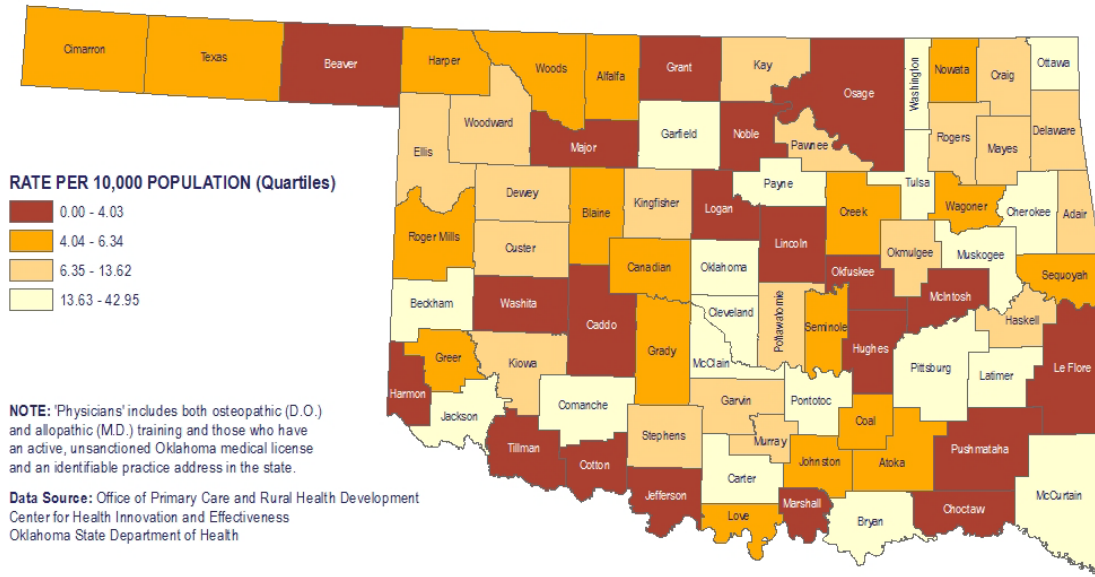 Cimarron
Texas
Beaver
Harper
Woods
Alfalfa
Grant
Kay
Osage
Washington
Nowata
Craig
Ottawa
Woodward
Ellis
Major
Garfield
Noble
Pawnee
Rogers
Mayes
Delaware
RATE PER 10,000 POPULATION (Quartiles)
0.00 - 4.03
4.04 - 6.34
6.35 - 13.62
13.63 - 42.95
Dewey
Blaine
Kingfisher
Logan
Payne
Tulsa
Creek
Wagoner
Cherokee
Adair
Roger Mills
Custer
Canadian
Oklahoma
Lincoln
Okmulgee
Muskogee
Sequoyah
Okfuskee
McIntosh
Beckham
Washita
Caddo
Cleveland
Pottawatomie
Seminole
Hughes
Haskell
Greer
Kiowa
Grady
McClain
Pittsburg
Latimer
Le Flore
Harmon
Jackson
Comanche
Garvin
Pontotoc
Coal
Stephens
Murray
Tillman
Cotton
Johnston
Atoka
Pushmataha
Jefferson
Carter
Marshall
Love
Bryan
Choctaw
McCurtain
NOTE: 'Physicians' includes both osteopathic (D.O.)
and allopathic (M.D.) training and those who have
an active, unsanctioned Oklahoma medical license
and an identifiable practice address in the state.
Data Source: Office of Primary Care and Rural Health Development
Center for Health Innovation and Effectiveness
Oklahoma State Department of Health